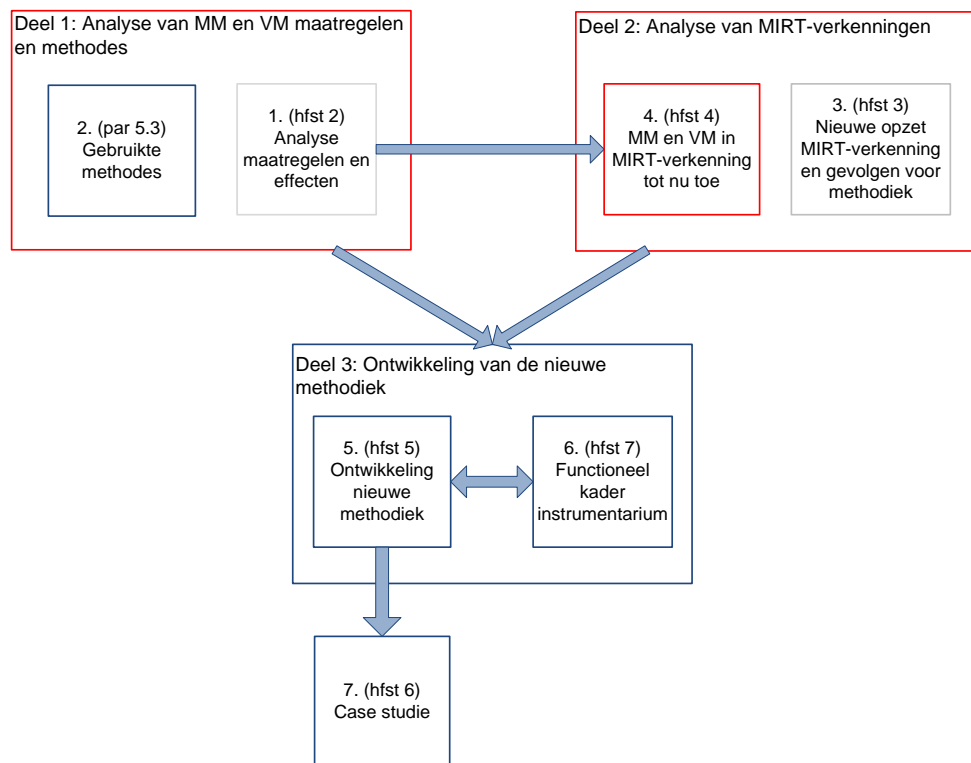 Deel 1: Analyse van MM en VM maatregelen
en methodes
2. (par 5.3)
Gebruikte
methodes
1. (hfst 2)
Analyse
maatregelen en
effecten
Deel 2: Analyse van MIRT-verkenningen
4. (hfst 4)
MM en VM in
MIRT-verkenning
tot nu toe
3. (hfst 3)
Nieuwe opzet
MIRT-verkenning
en gevolgen voor
methodiek
Deel 3: Ontwikkeling van de nieuwe
methodiek
5. (hfst 5)
Ontwikkeling
nieuwe
methodiek
6. (hfst 7)
Functioneel
kader
instrumentarium
7. (hfst 6)
Case studie